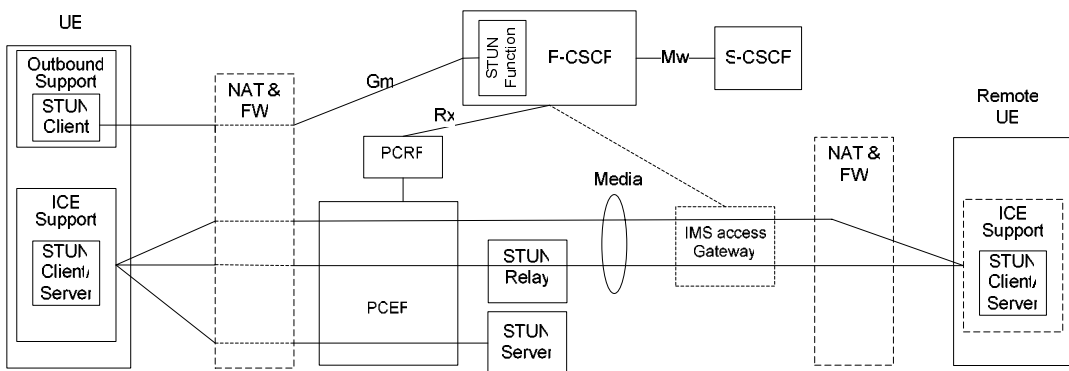 UE
Outbound
Support
STUN
Client
NAT &
FW
Gm
STUN
Function
P-CSCF
Mw
S-CSCF
Rx
PCRF
Remote
UE
NAT &
FW
Media
ICE
Support
STUN
Client/
Server
PCEF
STUN
Relay
STUN
Server
IMS access
Gateway
ICE
Support
STUN
Client/
Server